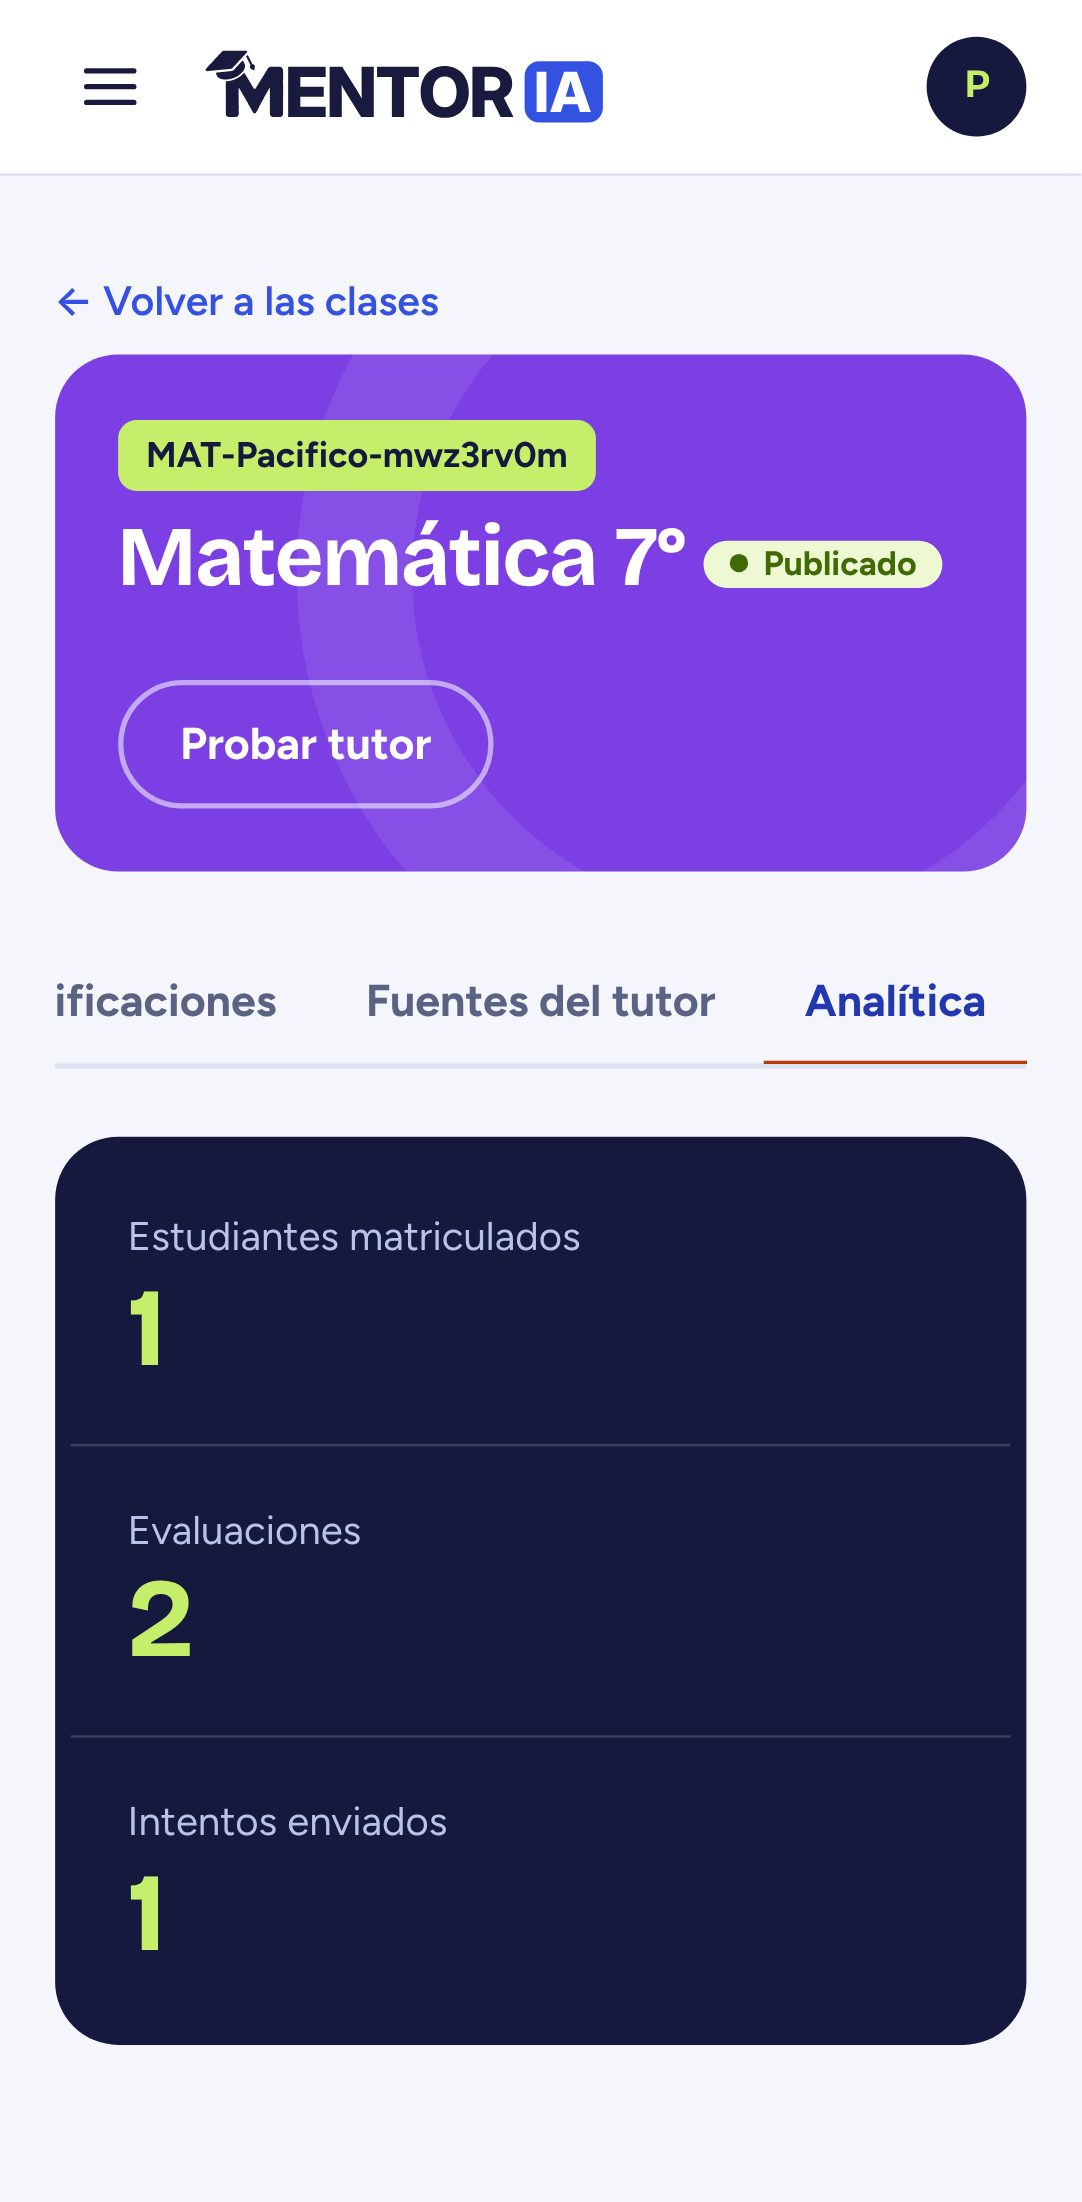 MENTOR IA
P
← Volver a las clases
MAT-Pacifico-mwz3rv0m
Matemática 7º
Publicado
Probar tutor
ificaciones Fuentes del tutor Analítica
Estudiantes matriculados
1
Evaluaciones
2
Intentos enviados
1